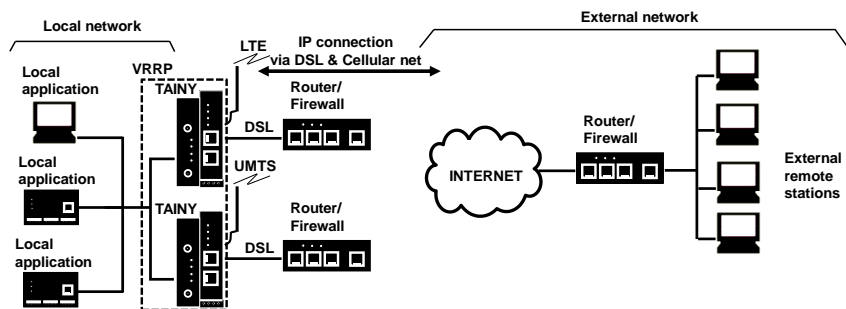 Local network
External network
LTE
IP connection
via DSL & Cellular net
VRRP
Local
application
TAINY
Router/
Firewall
DSL
Local
application
UMTS
Router/
Firewall
INTERNET
External
remote
stations
TAINY
Router/
Firewall
DSL
Local
application